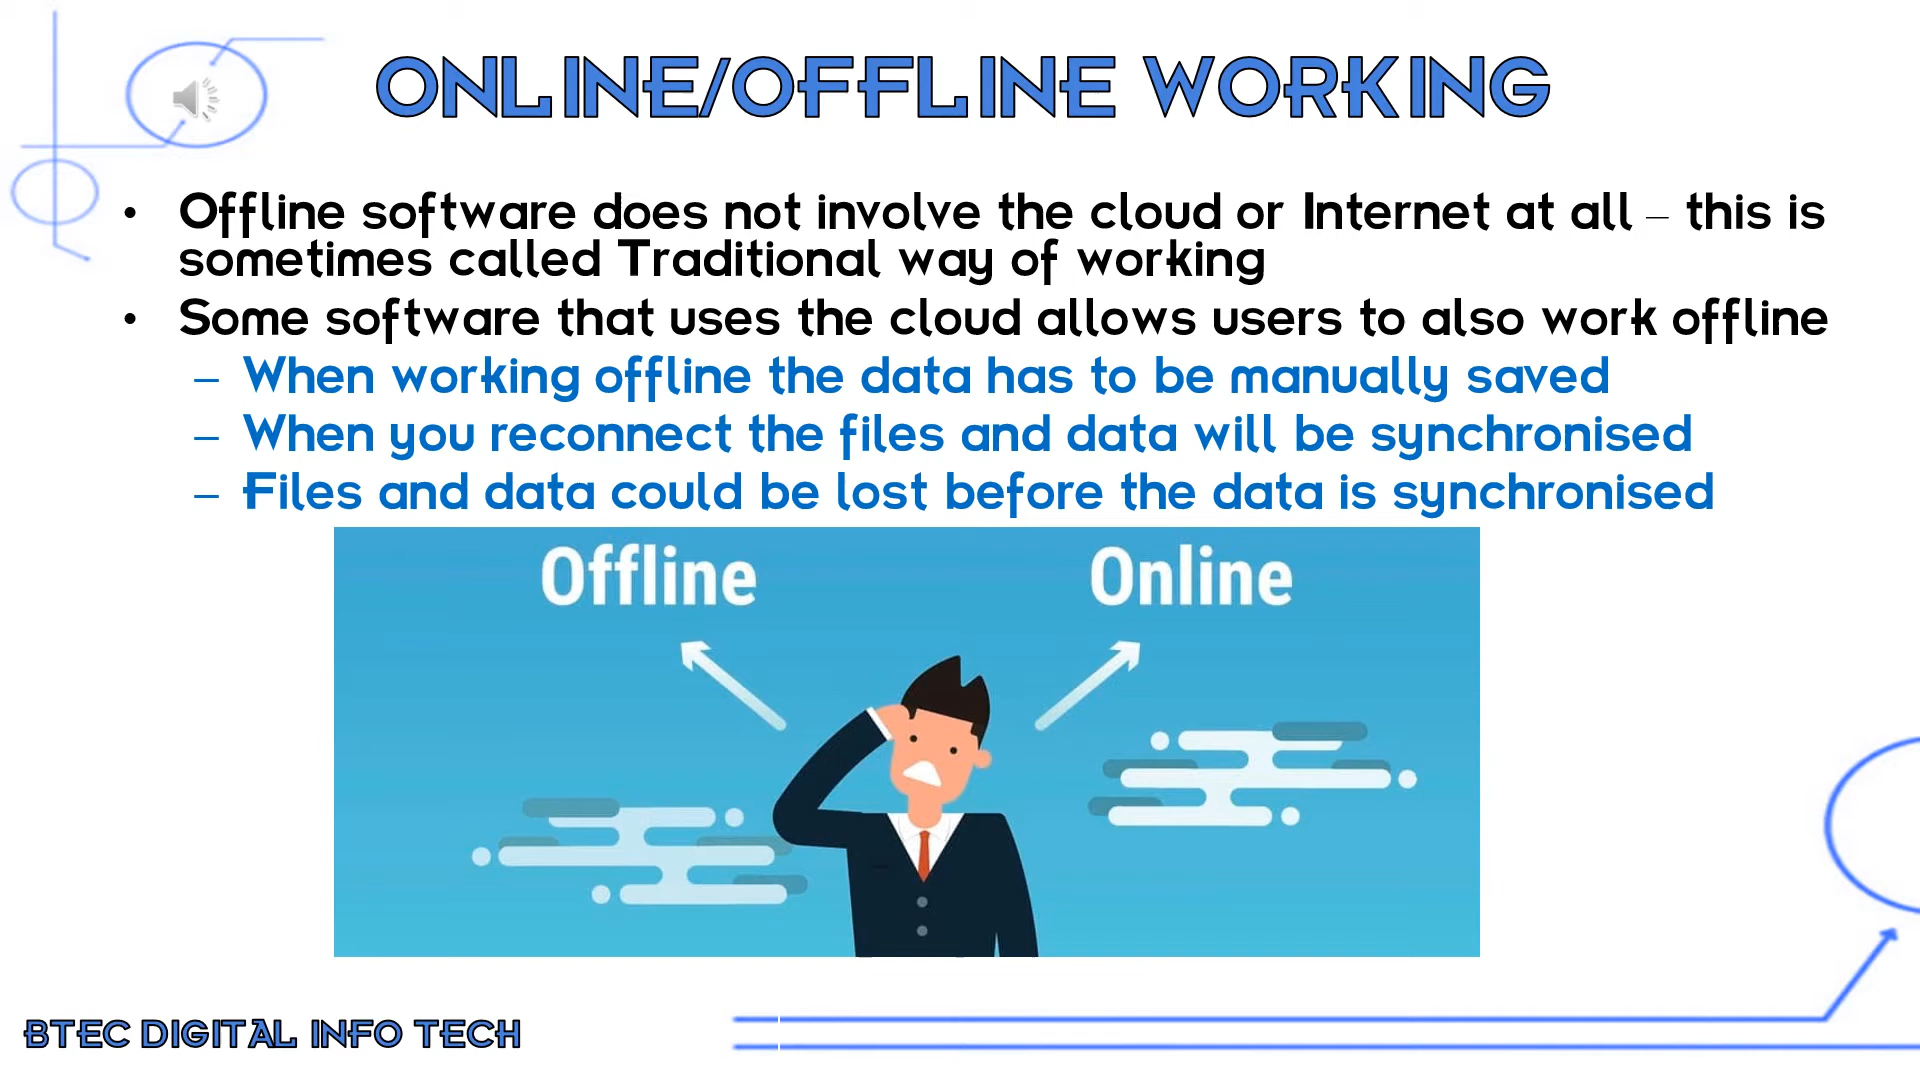 ONLINE/OFFLINE WORKING
• Offline software does not involve the cloud or Internet at all – this is
sometimes called Traditional way of working
• Some software that uses the cloud allows users to also work offline
– When working offline the data has to be manually saved
– When you reconnect the files and data will be synchronised
– Files and data could be lost before the data is synchronised
Offline
Online
BTEC DIGITAL INFO TECH